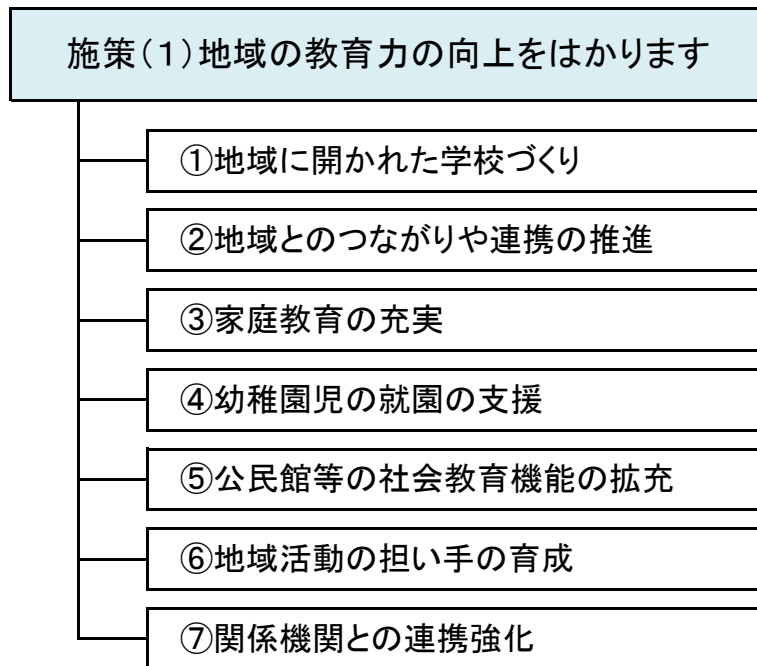 施策（１）地域の教育力の向上をはかります
①地域に開かれた学校づくり
②地域とのつながりや連携の推進
③家庭教育の充実
④幼稚園児の就園の支援
⑤公民館等の社会教育機能の拡充
⑥地域活動の担い手の育成
⑦関係機関との連携強化